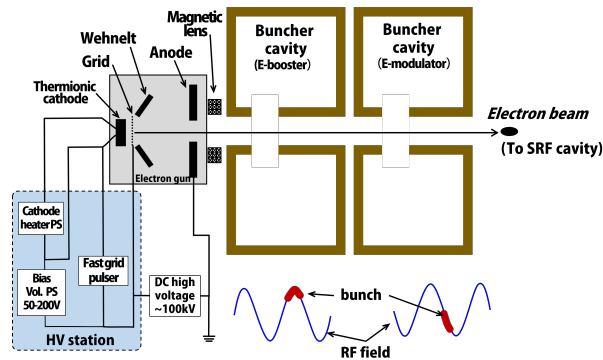 Magnetic
lens
Wehnelt
Grid
Anode
Thermionic
cathode
Buncher
cavity
(E-booster)
Buncher
cavity
(E-modulator)
Electron beam
(To SRF cavity)
Electron gun
Cathode
heater PS
Bias
Vol. PS
50-200V
Fast grid
pulser
DC high
voltage
~100kV
HV station
bunch
RF field